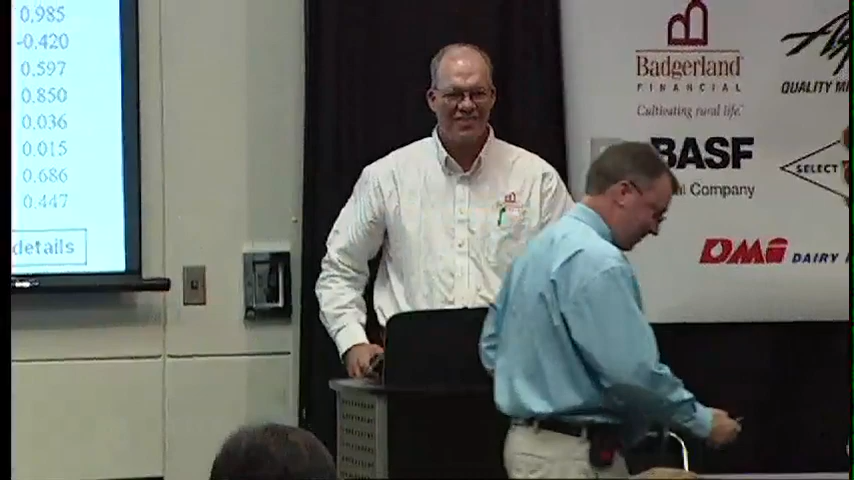 0.985
-0.420
0.597
0.850
0.036
0.015
0.686
0.447
details
Badgerland
FINANCIAL
Cultivating rural life.
QUALITY
BASF
Company
SELECT
DMI
DAIRY